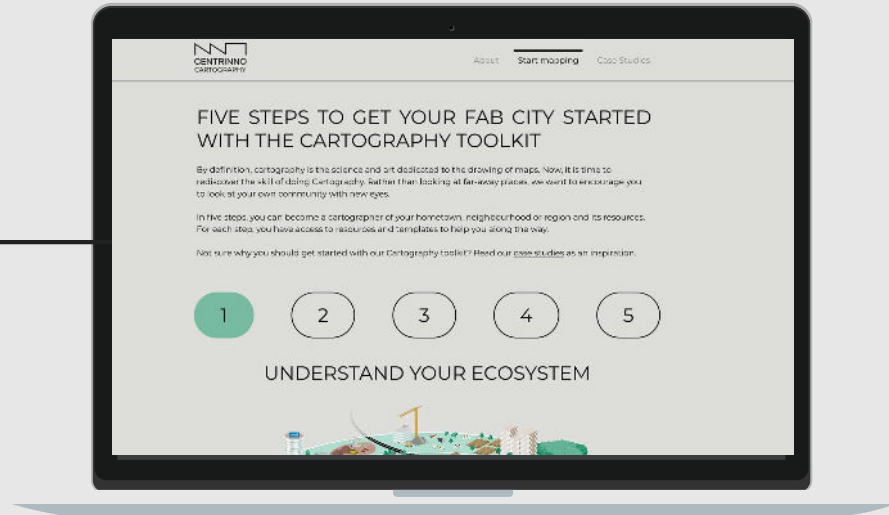 CENTRINNO
CARTOGRAPHY
About Start mapping Case Studies
FIVE STEPS TO GET YOUR FAB CITY STARTED
WITH THE CARTOGRAPHY TOOLKIT
By definition, cartography is the science and art dedicated to the drawing of maps. Now, it is time to
rediscover the skill of doing Cartography. Rather than looking at far-away places, we want to encourage you
to look at your own community with new eyes.
In five steps, you can become a cartographer of your hometown, neighbourhood or region and its resources.
For each step, you have access to resources and templates to help you along the way.
Not sure why you should get started with our Cartography toolkit? Read our case studies as an inspiration.
1 2 3 4 5
UNDERSTAND YOUR ECOSYSTEM